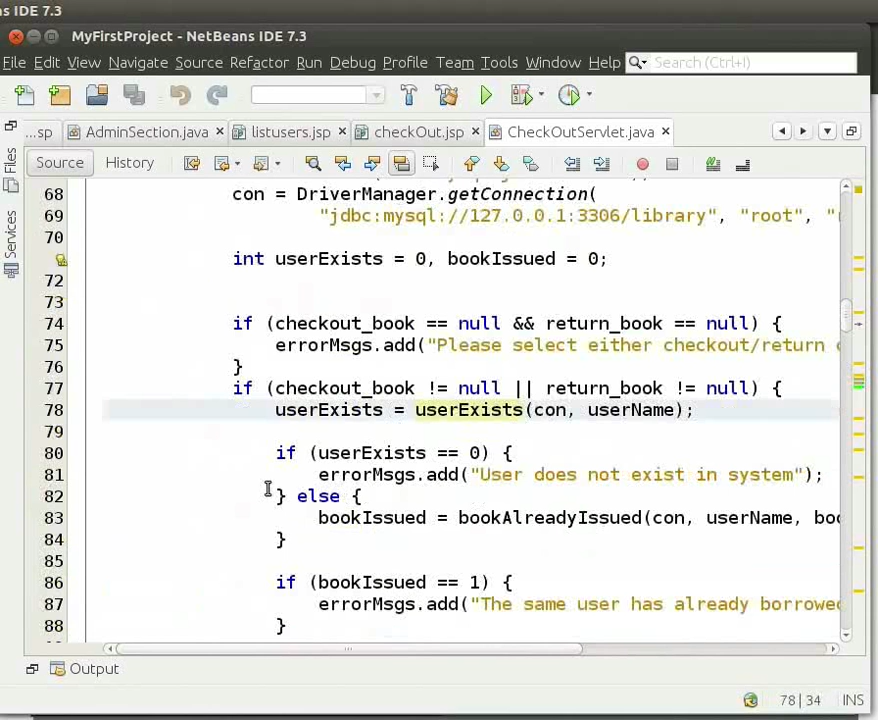 s IDE 7.3
MyFirstProject - NetBeans IDE 7.3
File Edit View Navigate Source Refactor Run Debug Profile Team Tools Window Help Search (Ctrl+I)
...sp AdminSection.java listusers.jsp checkOut.jsp CheckOutServlet.java
Source History
Files
Services
68 con = DriverManager.getConnection(
69 "jdbc:mysql://127.0.0.1:3306/library", "root", "
70
int userExists = 0, bookIssued = 0;
72
73
74 if (checkout_book == null && return_book == null) {
75 errorMsgs.add("Please select either checkout/return
76 }
77 if (checkout_book != null || return_book != null) {
78 userExists = userExists(con, userName);
79
80 if (userExists == 0) {
81 errorMsgs.add("User does not exist in system");
82 } else {
83 bookIssued = bookAlreadyIssued(con, userName, boo
84 }
85
86 if (bookIssued == 1) {
87 errorMsgs.add("The same user has already borrowe
88 }
Output
78 | 34 INS